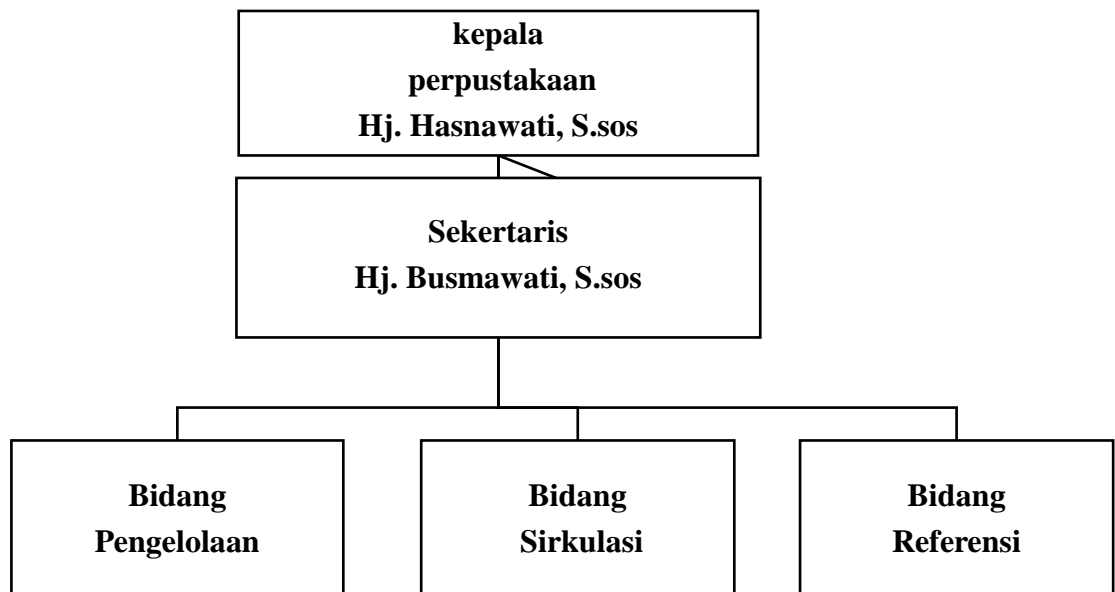 kepala
perpustakaan
Hj. Hasnawati, S.sos
Sekertaris
Hj. Busmawati, S.sos
Bidang
Pengelolaan
Bidang
Sirkulasi
Bidang
Referensi